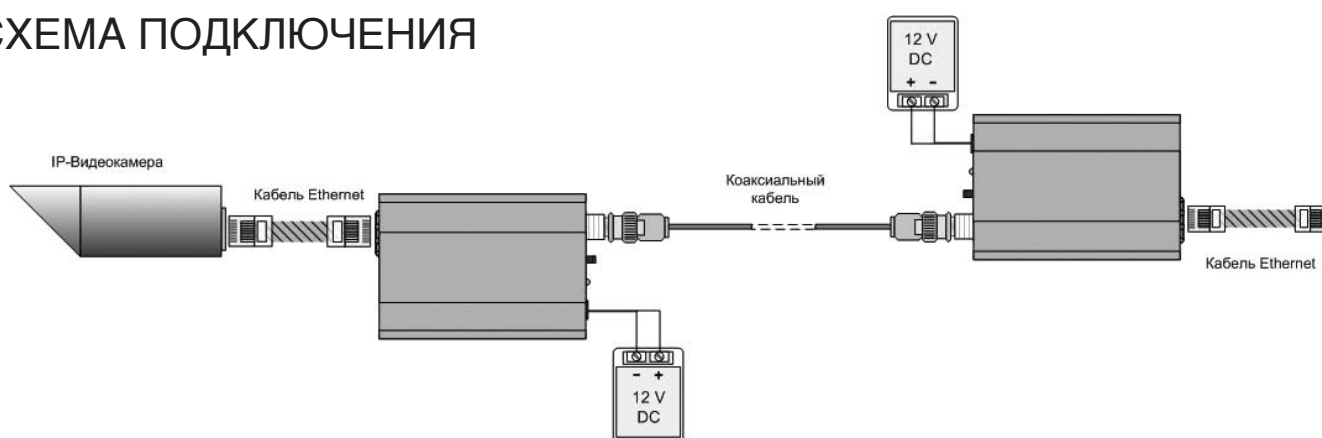 СХЕМА ПОДКЛЮЧЕНИЯ
12 V
DC
+ -
IP-Видеокамера
Кабель Ethernet
Коаксиальный
кабель
Кабель Ethernet
- +
12 V
DC